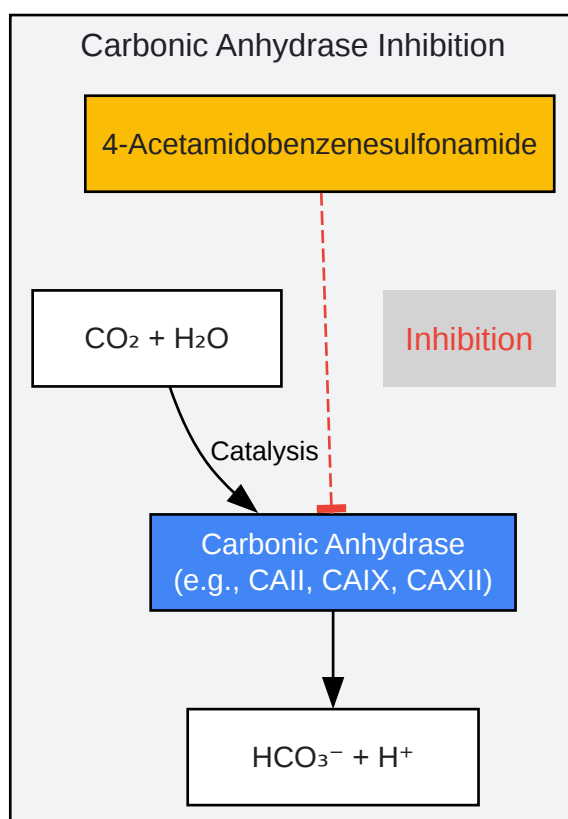 Carbonic Anhydrase Inhibition
4-Acetamidobenzenesulfonamide
CO₂ + H₂O
Inhibition
Catalysis
Carbonic Anhydrase
(e.g., CAII, CAIX, CAXII)
HCO₃⁻ + H⁺